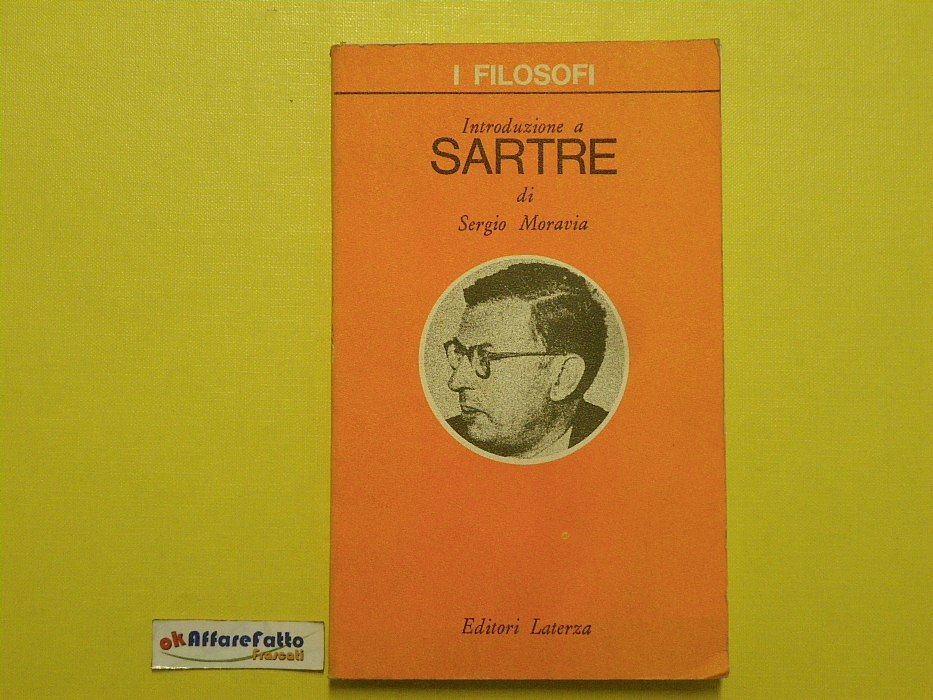 I FILOSOFI
Introduzione a
SARTRE
di
Sergio Moravia
Editori Laterza
okAffareFatto
Frascati